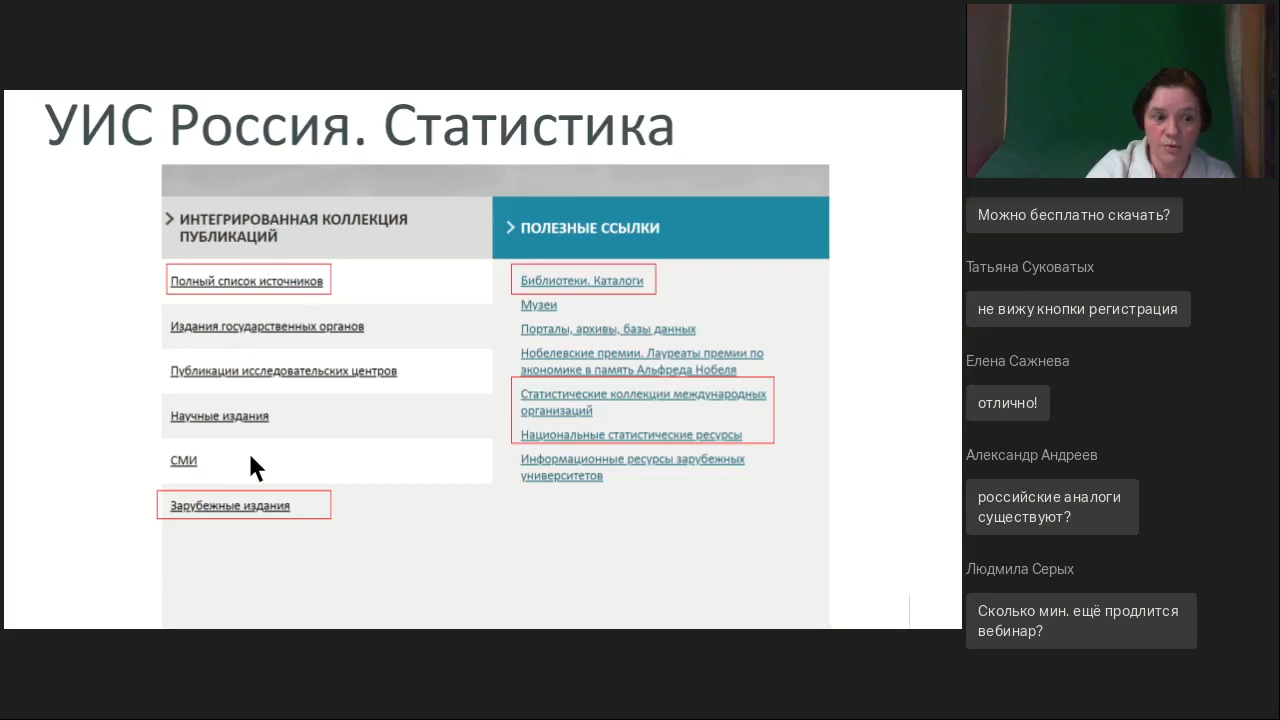 УИС Россия. Статистика
ИНТЕГРИРОВАННАЯ КОЛЛЕКЦИЯ
ПУБЛИКАЦИЙ
Полный список источников
Издания государственных органов
Публикации исследовательских центров
Научные издания
СМИ
Зарубежные издания
ПОЛЕЗНЫЕ ССЫЛКИ
Библиотеки. Каталоги
Музеи
Порталы, архивы, базы данных
Нобелевские премии. Лауреаты премии по
экономике в память Альфреда Нобеля
Статистические коллекции международных
организаций
Национальные статистические ресурсы
Информационные ресурсы зарубежных
университетов
Можно бесплатно скачать?
Татьяна Суковатых
не вижу кнопки регистрация
Елена Сажнева
отлично!
Александр Андреев
российские аналоги
существуют?
Людмила Серых
Сколько мин. ещё продлится
вебинар?